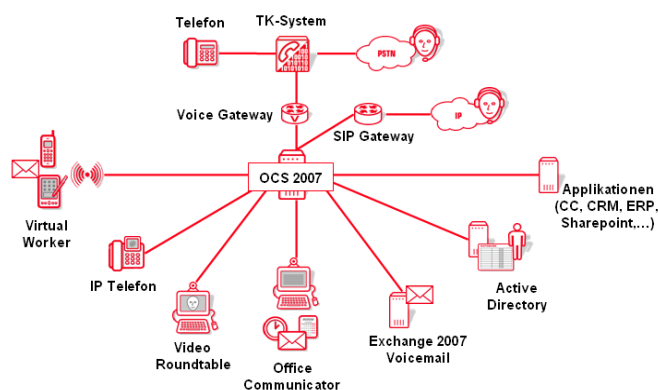 Telefon
TK-System
PSTN
Voice Gateway
SIP Gateway
IP
OCS 2007
Virtual
Worker
Applikationen
(CC, CRM, ERP,
Sharepoint,...)
IP Telefon
Active
Directory
Video
Roundtable
Office
Communicator
Exchange 2007
Voicemail